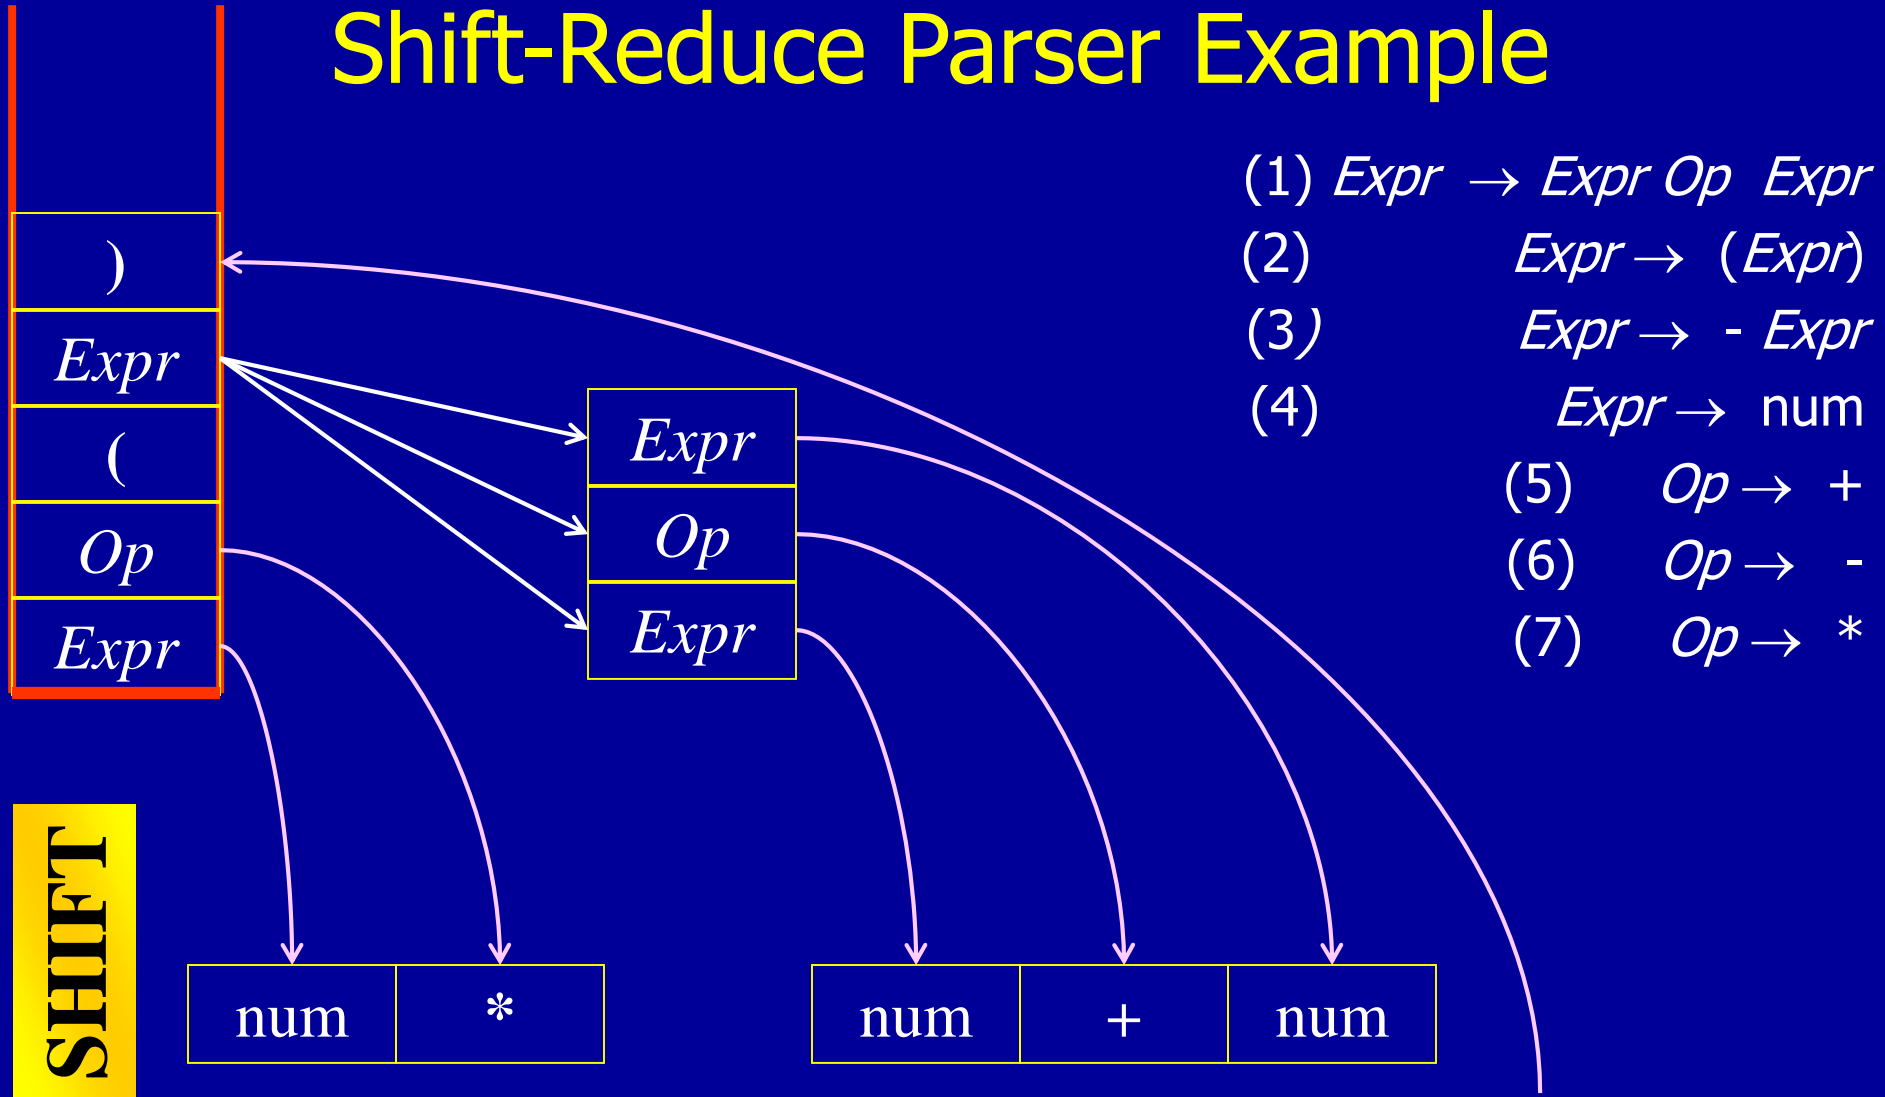 Shift-Reduce Parser Example
(1) Expr → Expr Op Expr
(2) Expr → (Expr)
(3) Expr → - Expr
(4) Expr → num
(5) Op → +
(6) Op → -
(7) Op → *
)
Expr
(
Op
Expr
Expr
Op
Expr
SHIFT
num *
num + num